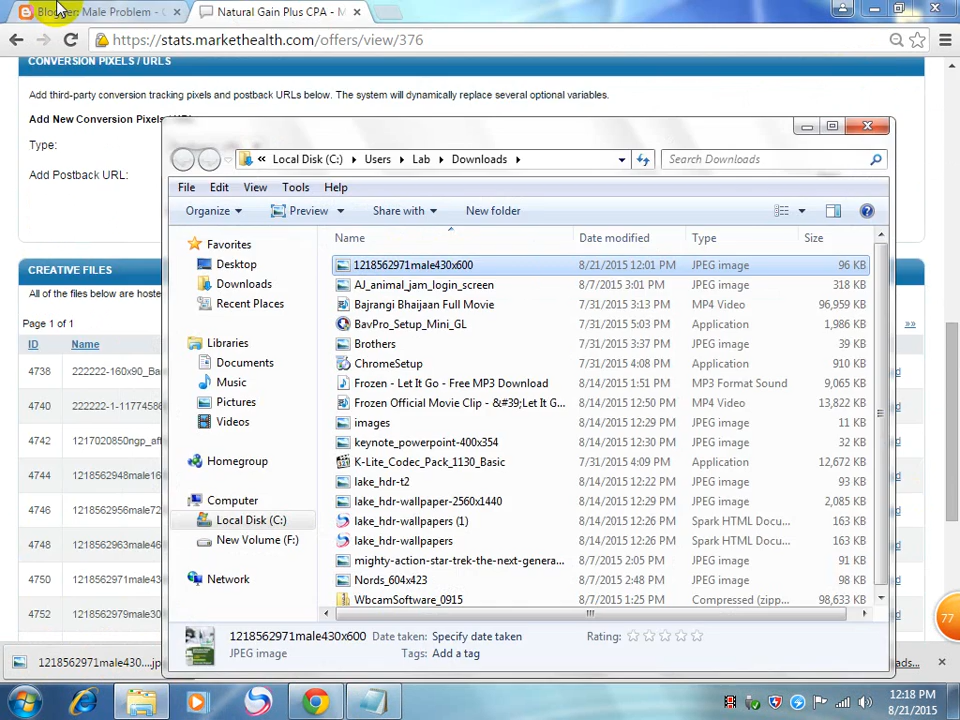 Blogger: Male Problem - C
Natural Gain Plus CPA - M
https://stats.markethealth.com/offers/view/376
CONVERSION PIXELS / URLS
Add third-party conversion tracking pixels and postback URLs below. The system will dynamically replace several optional variables.
Add New Conversion Pixels / URL
Type:
Add Postback URL:
« Local Disk (C:) Users Lab Downloads
Search Downloads
File Edit View Tools Help
Organize Preview Share with New folder
Name Date modified Type Size
Favorites
Desktop
Downloads
Recent Places
Libraries
Documents
Music
Pictures
Videos
Homegroup
Computer
Local Disk (C:)
New Volume (F:)
Network
1218562971male430x600 8/21/2015 12:01 PM JPEG image 96 KB
AJ_animal_jam_login_screen 8/7/2015 3:01 PM JPEG image 318 KB
Bajrangi Bhaijaan Full Movie 7/31/2015 3:13 PM MP4 Video 96,959 KB
BavPro_Setup_Mini_GL 7/31/2015 5:03 PM Application 1,986 KB
Brothers 7/31/2015 3:37 PM JPEG image 39 KB
ChromeSetup 7/31/2015 4:08 PM Application 910 KB
Frozen - Let It Go - Free MP3 Download 8/14/2015 1:51 PM MP3 Format Sound 9,065 KB
Frozen Official Movie Clip - &#39;Let It G... 8/14/2015 12:50 PM MP4 Video 13,822 KB
images 8/14/2015 12:29 PM JPEG image 11 KB
keynote_powerpoint-400x354 8/14/2015 12:30 PM JPEG image 32 KB
K-Lite_Codec_Pack_1130_Basic 7/31/2015 4:09 PM Application 12,672 KB
lake_hdr-t2 8/14/2015 12:22 PM JPEG image 93 KB
lake_hdr-wallpaper-2560x1440 8/14/2015 12:29 PM JPEG image 2,085 KB
lake_hdr-wallpapers (1) 8/14/2015 12:26 PM Spark HTML Docu... 163 KB
lake_hdr-wallpapers 8/14/2015 12:26 PM Spark HTML Docu... 163 KB
mighty-action-star-trek-the-next-genera... 8/7/2015 2:05 PM JPEG image 91 KB
Nords_604x423 8/7/2015 2:48 PM JPEG image 98 KB
WbcamSoftware_0915 8/7/2015 1:25 PM Compressed (zipp... 98,633 KB
1218562971male430x600 Date taken: Specify date taken Rating:
JPEG image Tags: Add a tag
CREATIVE FILES
All of the files below are hoste
Page 1 of 1 »»
ID Name
4738 222222-160x90_Ba
4740 222222-1-11774586
4742 1217020850ngp_aff
4744 1218562948male16
4746 1218562956male72
4748 1218562963male46
4750 1218562971male43
4752 1218562979male30
1218562971male430....jp
ads...
77
12:18 PM
8/21/2015